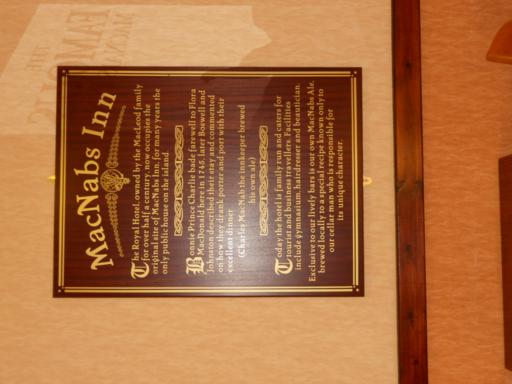 MacNabs Inn
The Royal Hotel, owned by the MacLeod family
for over half a century, now occupies the
original site of MacNabs Inn, for many years the
only public house on the island
Bonnie Prince Charlie bade farewell to Flora
MacDonald here in 1745, later Boswell and
Johnston described their stay and commented
on how they drank porter and port with their
excellent dinner
(Charles MacNab the innkeeper brewed
his own ale)
Today the hotel is family run and caters for
tourist and business travellers. Facilities
include gymnasium, hairdresser and beautician.
Exclusive to our lively bars is our own MacNabs Ale,
brewed locally to a special recipe known only to
our cellar man who is responsible for
its unique character.